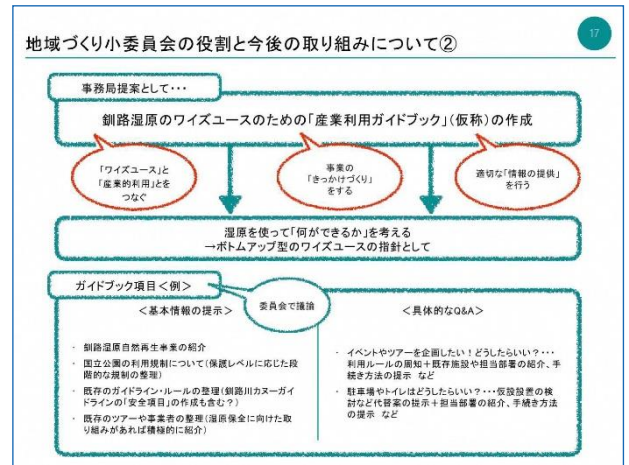 地域づくり小委員会の役割と今後の取り組みについて②
17
事務局提案として・・・
釧路湿原のワイズユースのための「産業利用ガイドブック」(仮称)の作成
「ワイズユース」と
「産業的利用」とを
つなぐ
事業の
「きっかけづくり」
をする
適切な「情報の提供」
を行う
湿原を使って「何ができるか」を考える
→ボトムアップ型のワイズユースの指針として
ガイドブック項目<例>
委員会で議論
<基本情報の提示>
・ 釧路湿原自然再生事業の紹介
・ 国立公園の利用規制について(保護レベルに応じた段
階的な規制の整理)
・ 既存のガイドライン・ルールの整理(釧路川カヌーガイ
ドラインの「安全項目」の作成も含む?)
・ 既存のツアーや事業者の整理(湿原保全に向けた取
り組みがあれば積極的に紹介)
<具体的なQ&A>
・ イベントやツアーを企画したい!どうしたらいい?・・・
利用ルールの周知+既存施設や担当部署の紹介、手
続き方法の提示 など
・ 駐車場やトイレはどうしたらいい?・・・仮設設置の検
討など代替案の提示+担当部署の紹介、手続き方法
の提示 など